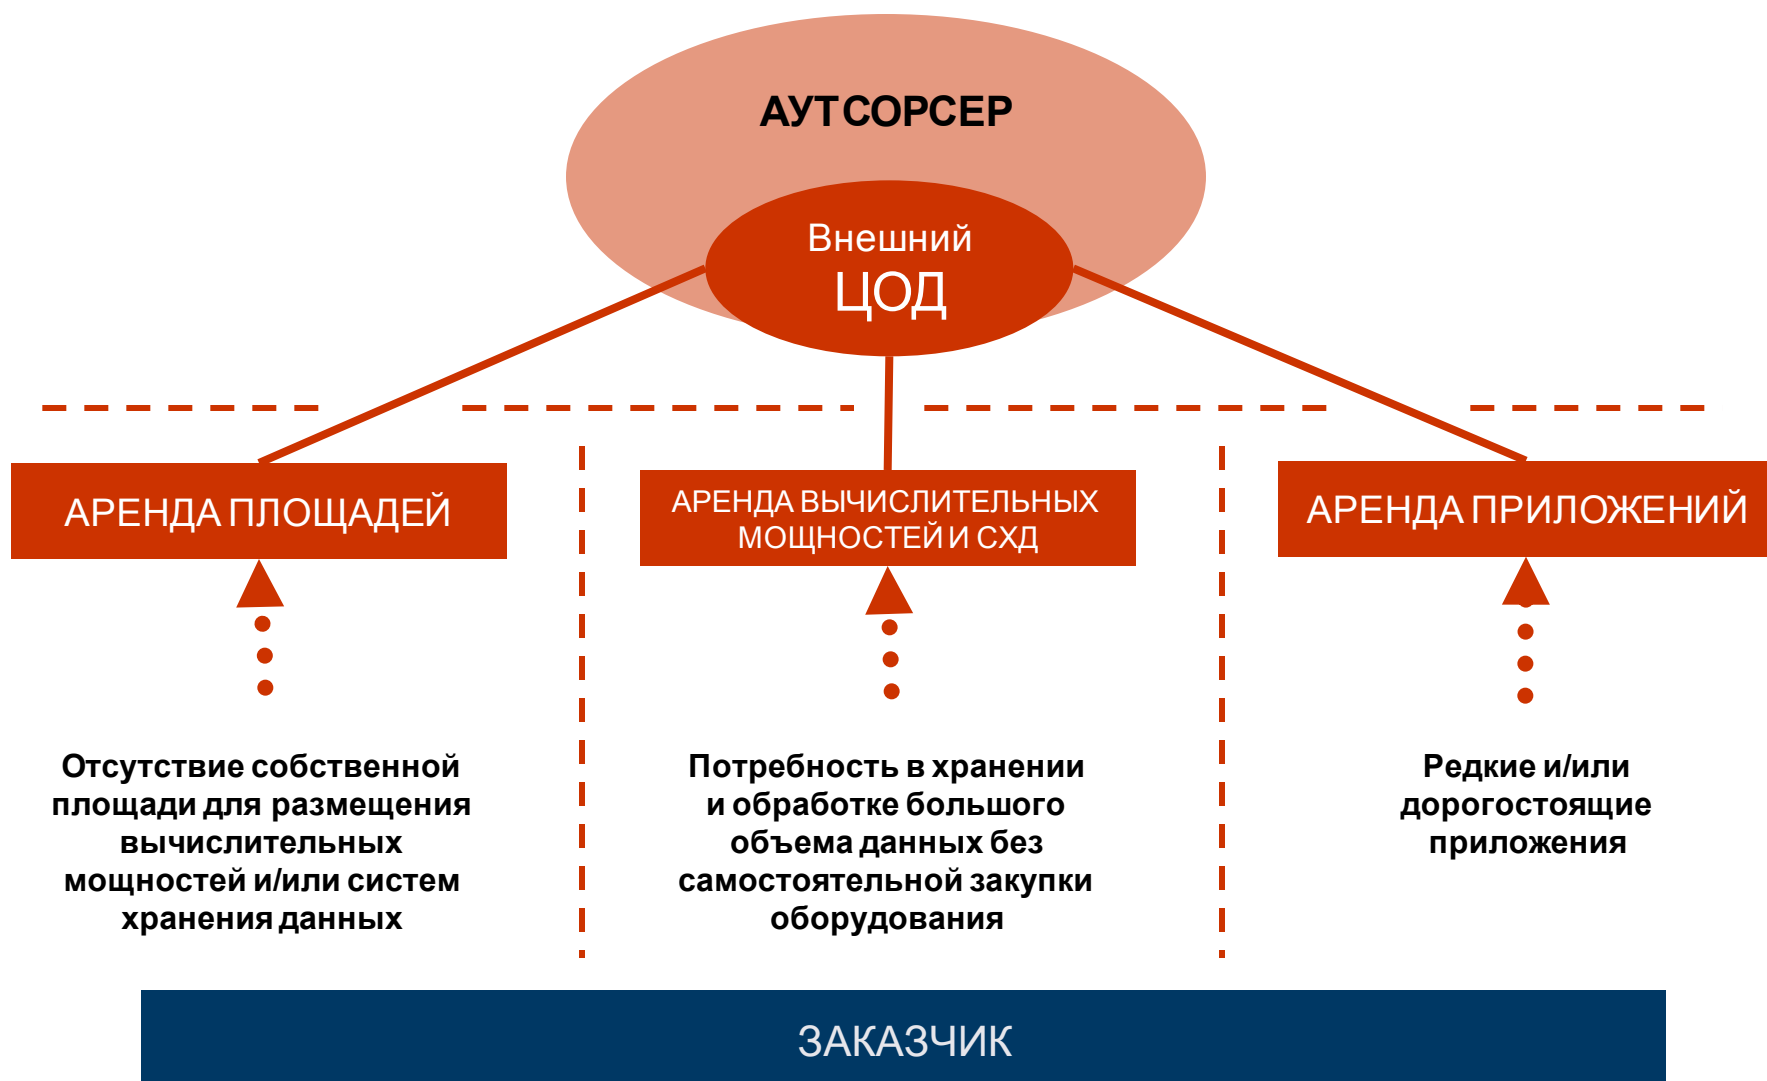 АУТСОРСЕР
Внешний
ЦОД
АРЕНДА ПЛОЩАДЕЙ
АРЕНДА ВЫЧИСЛИТЕЛЬНЫХ
МОЩНОСТЕЙ И СХД
АРЕНДА ПРИЛОЖЕНИЙ
Отсутствие собственной
площади для размещения
вычислительных
мощностей и/или систем
хранения данных
Потребность в хранении
и обработке большого
объема данных без
самостоятельной закупки
оборудования
Редкие и/или
дорогостоящие
приложения
ЗАКАЗЧИК